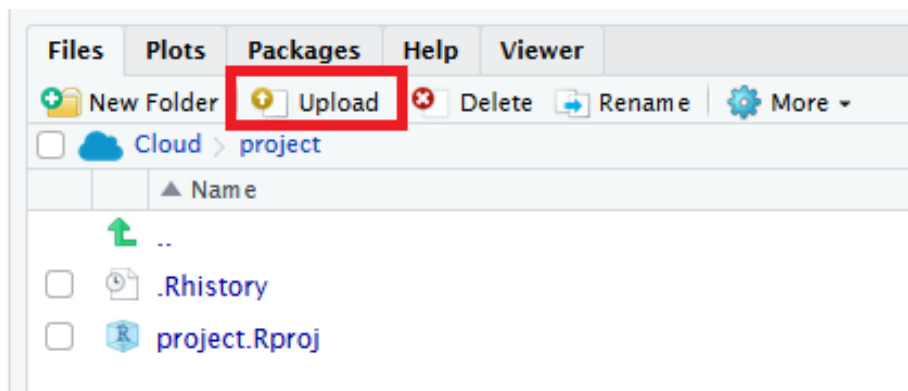 Files Plots Packages Help Viewer
New Folder Upload Delete Rename More
Cloud > project
Name
..
.Rhistory
R project.Rproj